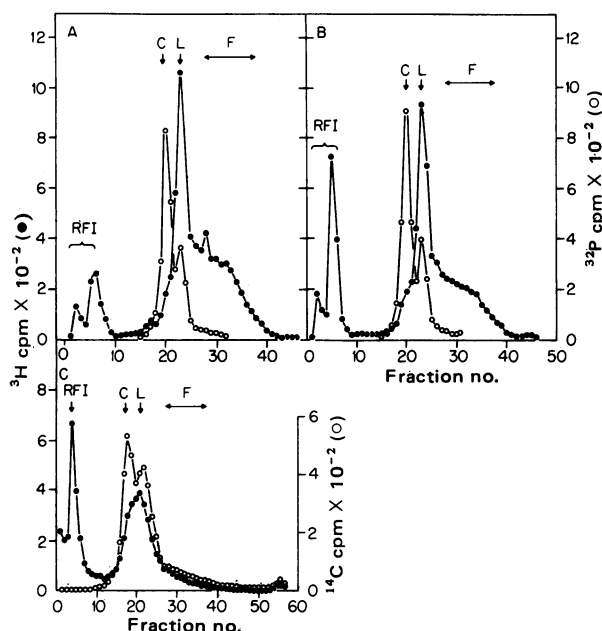 A
B
C L F
C L F
RFI
RFI
12
10
8
6
4
2
0
12
10
8
6
4
2
0
0 10 20 30 40
0 10 20 30 40 50
Fraction no.
³H cpm X 10⁻² (●)
³²P cpm X 10⁻² (○)
C
RFI C L F
8
6
4
2
0
6
4
2
0
0 10 20 30 40 50 60
Fraction no.
¹⁴C cpm X 10⁻² (○)